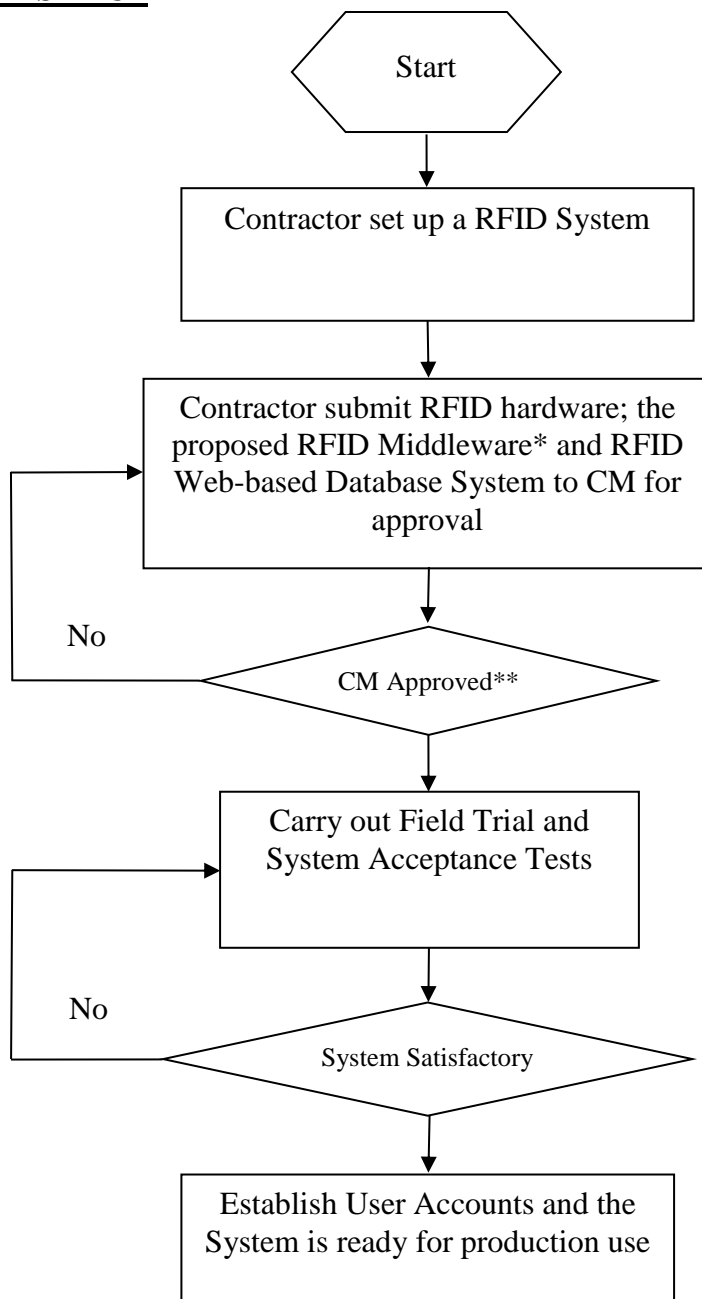 Start
Contractor set up a RFID System
Contractor submit RFID hardware; the
proposed RFID Middleware* and RFID
Web-based Database System to CM for
approval
No
CM Approved**
Carry out Field Trial and
System Acceptance Tests
No
System Satisfactory
Establish User Accounts and the
System is ready for production use